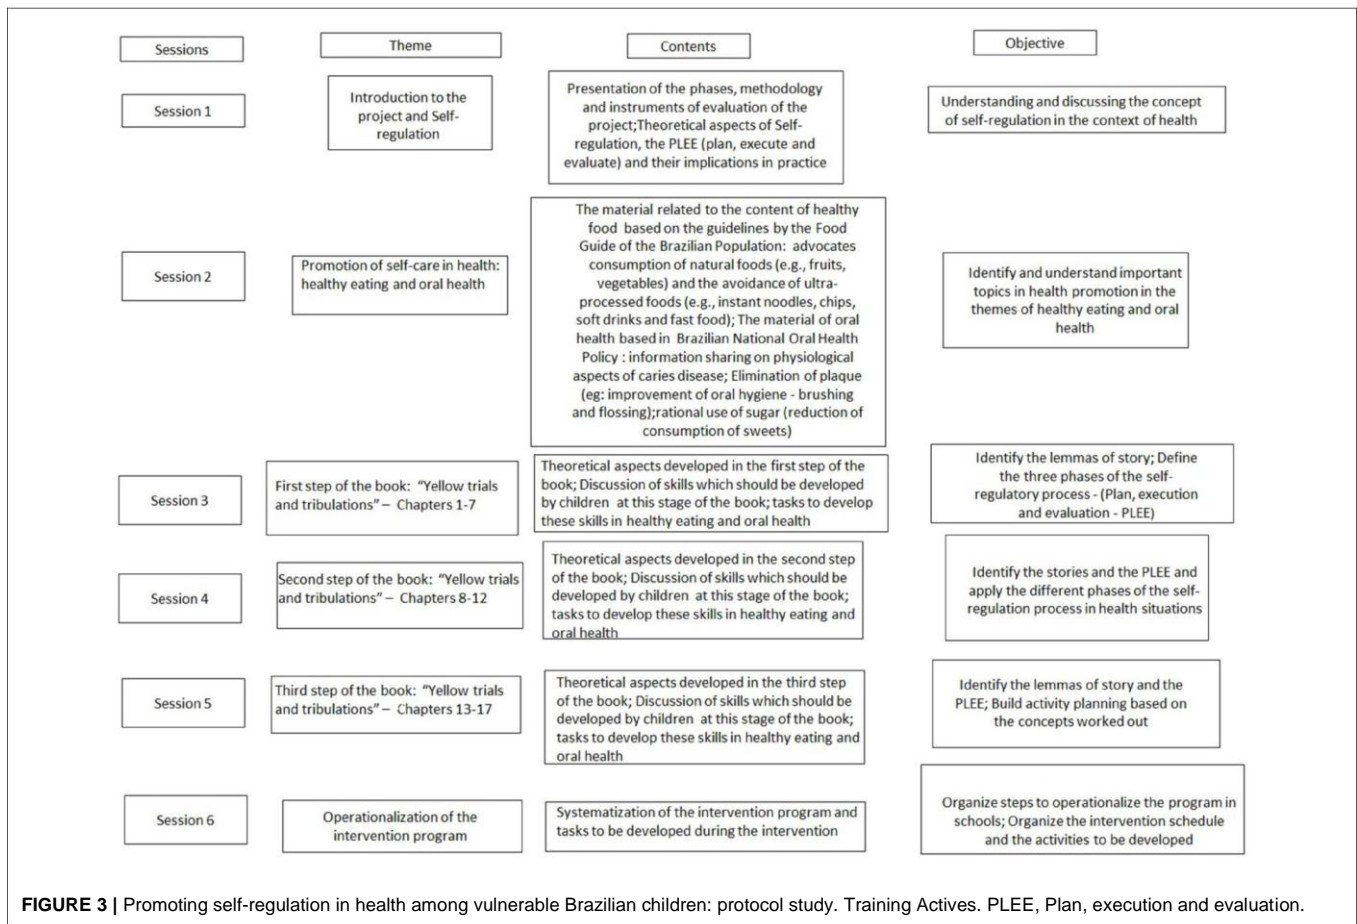 Sessions
Theme
Contents
Objective
Session 1
Introduction to the
project and Self-
regulation
Presentation of the phases, methodology
and instruments of evaluation of the
project;Theoretical aspects of Self-
regulation, the PLEE (plan, execute and
evaluate) and their implications in practice
Understanding and discussing the concept
of self-regulation in the context of health
Session 2
Promotion of self-care in health:
healthy eating and oral health
The material related to the content of healthy
food based on the guidelines by the Food
Guide of the Brazilian Population: advocates
consumption of natural foods (e.g., fruits,
vegetables) and the avoidance of ultra-
processed foods (e.g., instant noodles, chips,
soft drinks and fast food); The material of oral
health based in Brazilian National Oral Health
Policy : information sharing on physiological
aspects of caries disease; Elimination of plaque
(eg: improvement of oral hygiene - brushing
and flossing);rational use of sugar (reduction of
consumption of sweets)
Identify and understand important
topics in health promotion in the
themes of healthy eating and oral
health
Session 3
First step of the book: “Yellow trials
and tribulations” – Chapters 1-7
Theoretical aspects developed in the first step of the
book; Discussion of skills which should be developed
by children at this stage of the book; tasks to develop
these skills in healthy eating and oral health
Identify the lemmas of story; Define
the three phases of the self-
regulatory process - (Plan, execution
and evaluation - PLEE)
Session 4
Second step of the book: “Yellow trials
and tribulations” – Chapters 8-12
Theoretical aspects developed in the second step
of the book; Discussion of skills which should be
developed by children at this stage of the book;
tasks to develop these skills in healthy eating and
oral health
Identify the stories and the PLEE and
apply the different phases of the self-
regulation process in health situations
Session 5
Third step of the book: “Yellow trials
and tribulations” – Chapters 13-17
Theoretical aspects developed in the third step
of the book; Discussion of skills which should be
developed by children at this stage of the book;
tasks to develop these skills in healthy eating and
oral health
Identify the lemmas of story and the
PLEE; Build activity planning based on
the concepts worked out
Session 6
Operationalization of the
intervention program
Systematization of the intervention program and
tasks to be developed during the intervention
Organize steps to operationalize the program in
schools; Organize the intervention schedule
and the activities to be developed
FIGURE 3 | Promoting self-regulation in health among vulnerable Brazilian children: protocol study. Training Actives. PLEE, Plan, execution and evaluation.